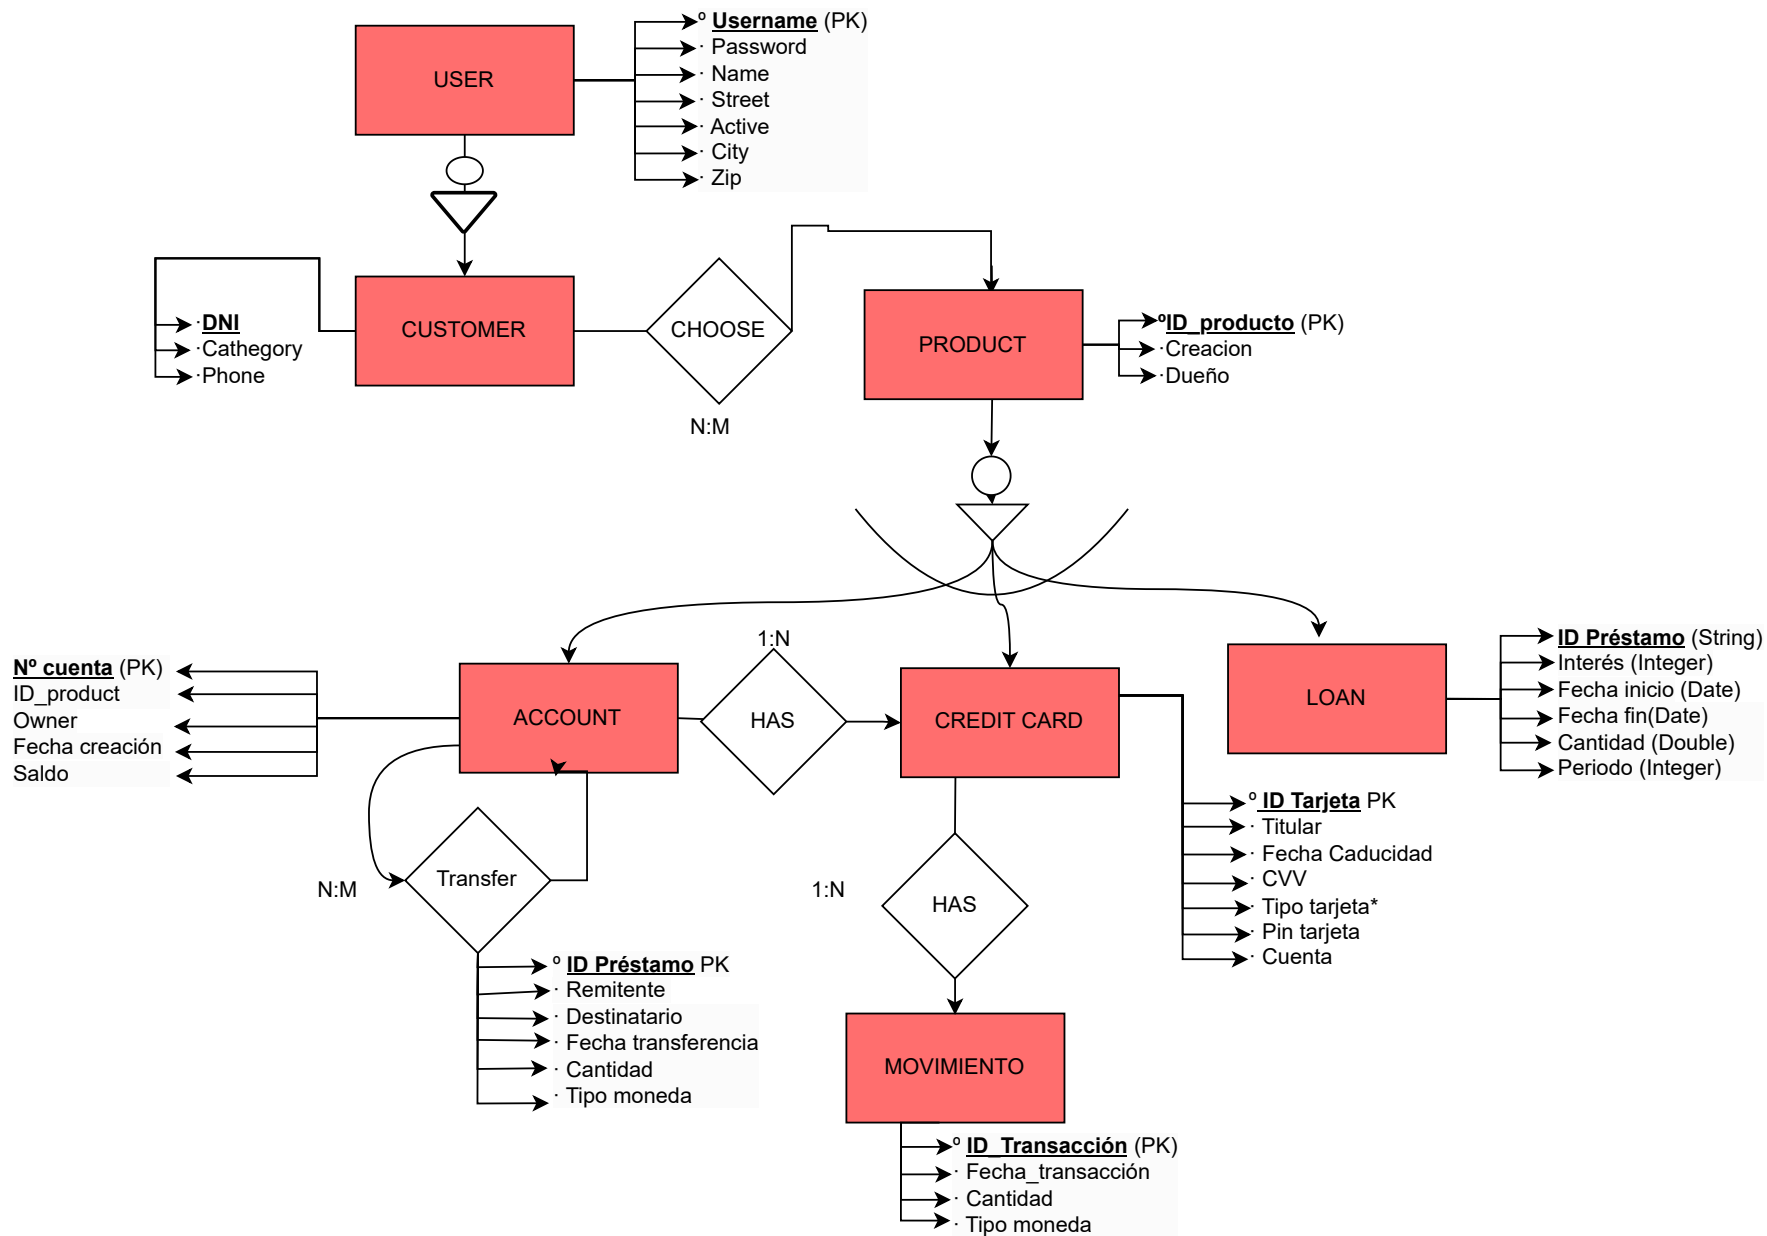 USER
º Username (PK)
· Password
· Name
· Street
· Active
· City
· Zip
CUSTOMER
· DNI
· Cathegory
· Phone
CHOOSE
N:M
PRODUCT
ºID_producto (PK)
·Creacion
·Dueño
Nº cuenta (PK)
ID_product
Owner
Fecha creación
Saldo
ACCOUNT
1:N
HAS
CREDIT CARD
LOAN
ID Préstamo (String)
Interés (Integer)
Fecha inicio (Date)
Fecha fin(Date)
Cantidad (Double)
Periodo (Integer)
º ID Tarjeta PK
· Titular
· Fecha Caducidad
· CVV
· Tipo tarjeta*
· Pin tarjeta
· Cuenta
N:M
Transfer
º ID Préstamo PK
· Remitente
· Destinatario
· Fecha transferencia
· Cantidad
· Tipo moneda
1:N
HAS
MOVIMIENTO
º ID_Transacción (PK)
· Fecha_transacción
· Cantidad
· Tipo moneda